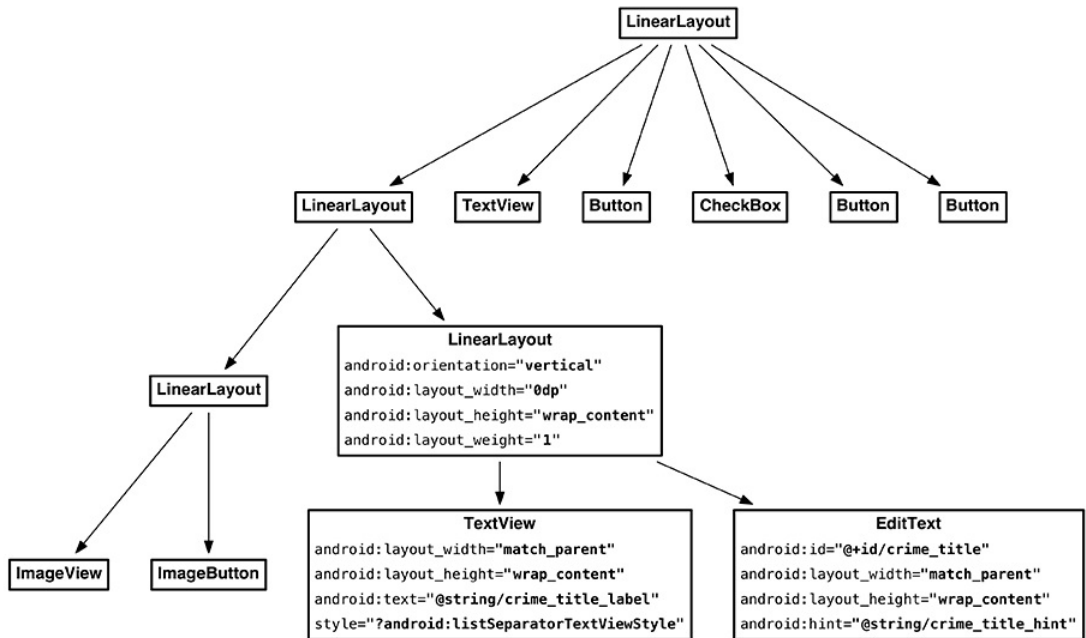 LinearLayout
LinearLayout
TextView
Button
CheckBox
Button
Button
LinearLayout
android:orientation="vertical"
android:layout_width="0dp"
android:layout_height="wrap_content"
android:layout_weight="1"
LinearLayout
ImageView
ImageButton
TextView
android:layout_width="match_parent"
android:layout_height="wrap_content"
android:text="@string/crime_title_label"
style="?android:listSeparatorTextViewStyle"
EditText
android:id="@+id/crime_title"
android:layout_width="match_parent"
android:layout_height="wrap_content"
android:hint="@string/crime_title_hint"